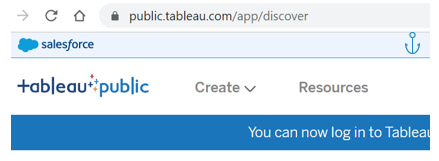 public.tableau.com/app/discover
salesforce
+ableau public Create Resources
You can now log in to Tableau